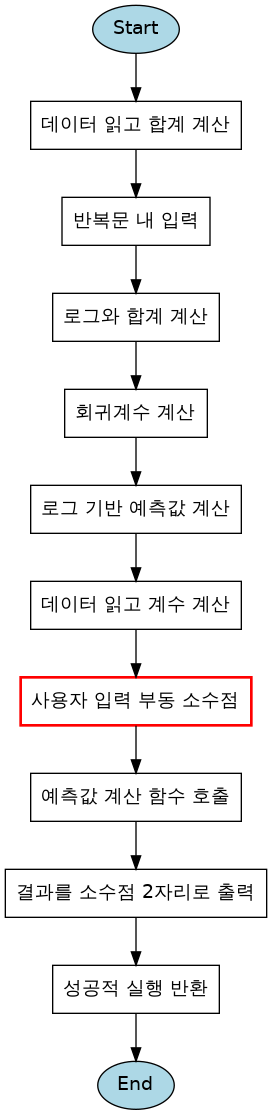 Start
데이터 읽고 합계 계산
반복문 내 입력
로그와 합계 계산
회귀계수 계산
로그 기반 예측값 계산
데이터 읽고 계수 계산
사용자 입력 부동 소수점
예측값 계산 함수 호출
결과를 소수점 2자리로 출력
성공적 실행 반환
End